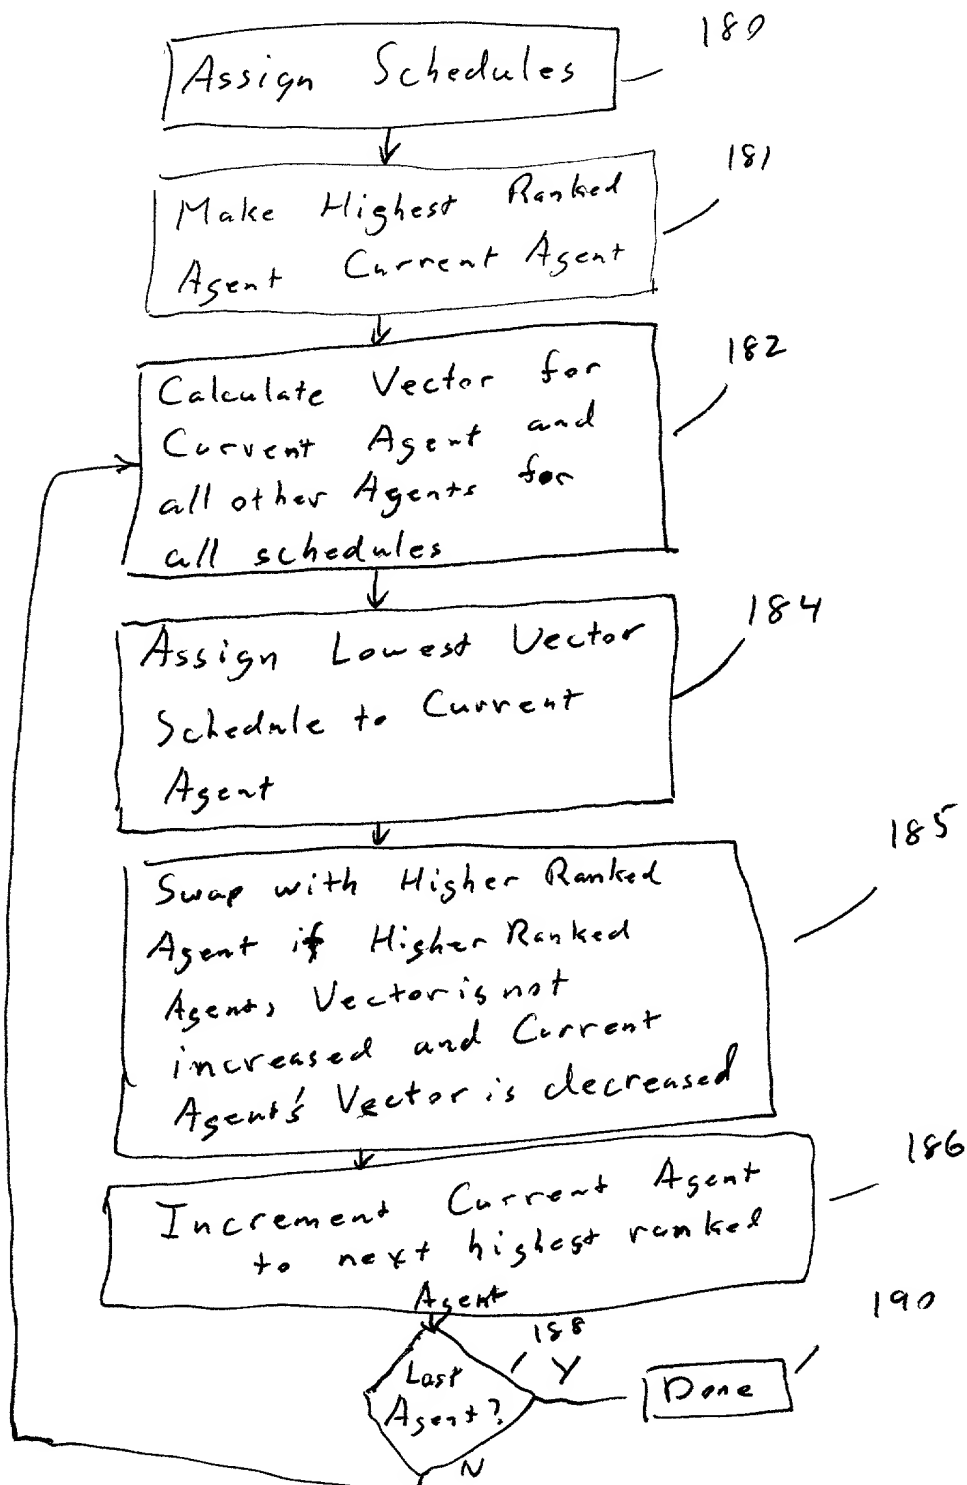 180
Assign Schedules
181
Make Highest Ranked
Agent Current Agent
182
Calculate Vector for
Current Agent and
all other Agents for
all schedules
184
Assign Lowest Vector
Schedule to Current
Agent
185
Swap with Higher Ranked
Agent if Higher Ranked
Agents Vector is not
increased and Current
Agent's Vector is decreased
186
Increment Current Agent
to next highest ranked
Agent
190
188
Y
Last
Agent?
Done
N